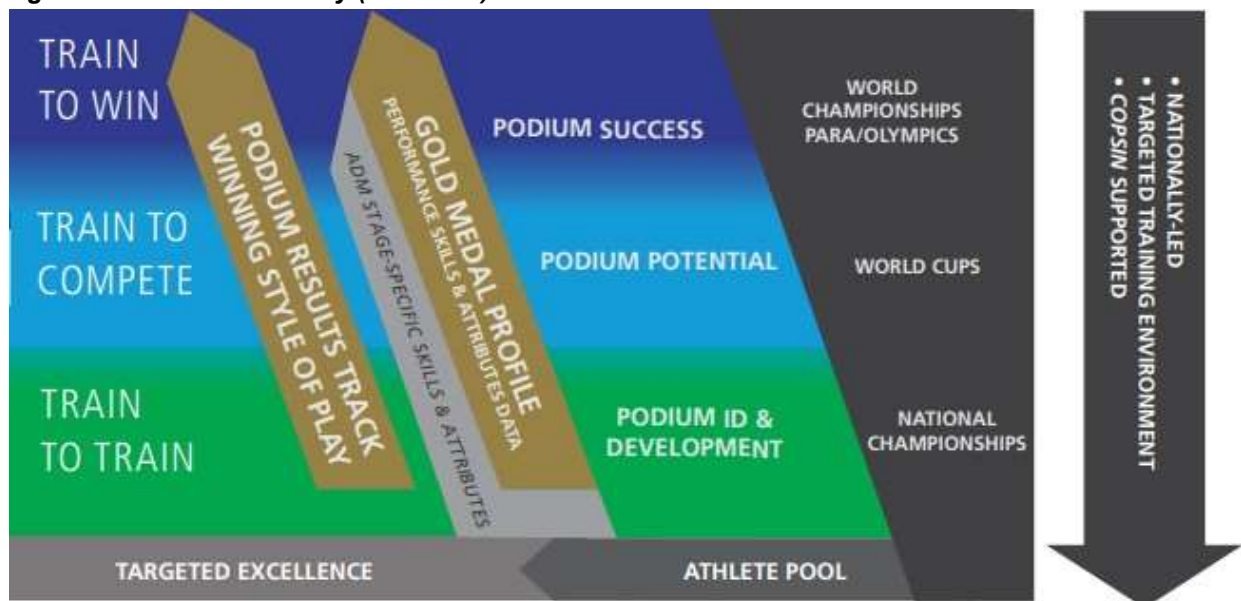 TRAIN
TO WIN
TRAIN TO
COMPETE
TRAIN
TO TRAIN
PODIUM RESULTS TRACK
WINNING STYLE OF PLAY
ADM STAGE-SPECIFIC SKILLS & ATTRIBUTES
GOLD MEDAL PROFILE
PERFORMANCE SKILLS & ATTRIBUTES DATA
PODIUM SUCCESS
PODIUM POTENTIAL
PODIUM ID &
DEVELOPMENT
WORLD
CHAMPIONSHIPS
PARA/OLYMPICS
WORLD CUPS
NATIONAL
CHAMPIONSHIPS
• NATIONALLY-LED
• TARGETED TRAINING ENVIRONMENT
• COPSIN SUPPORTED
TARGETED EXCELLENCE
ATHLETE POOL